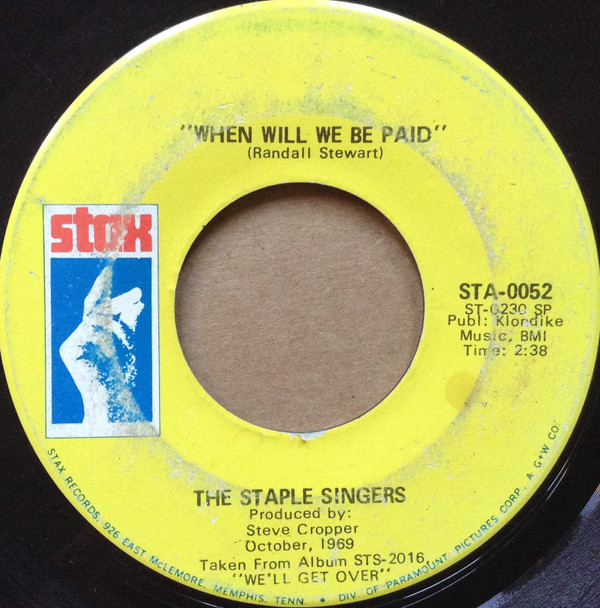 "WHEN WILL WE BE PAID"
(Randall Stewart)
stax
STA-0052
ST-0230 SP
Publ: Klondike
Music, BMI
Time: 2:38
THE STAPLE SINGERS
Produced by:
Steve Cropper
October, 1969
Taken From Album STS-2016
"WE'LL GET OVER"
STAX RECORDS, 926 EAST McLEMORE, MEMPHIS, TENN • DIV. OF PARAMOUNT PICTURES CORP., A G+W CO.